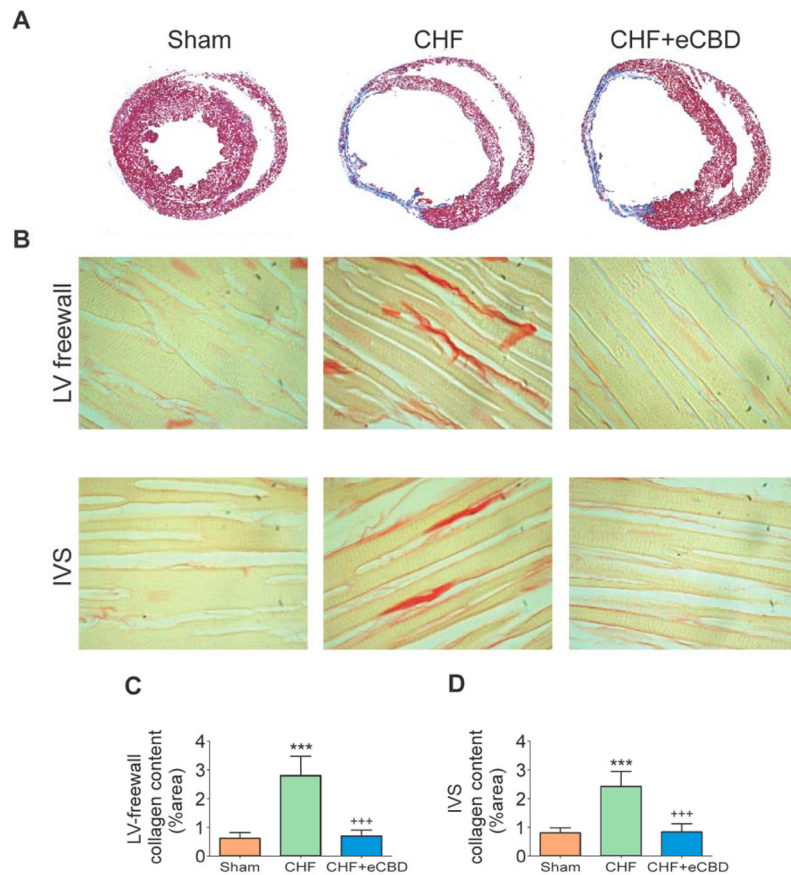 A
Sham CHF CHF+eCBD
B
LV freewall
IVS
C
LV-freewall
collagen content
(%area)
4
3
2
1
0
***
+++
Sham CHF CHF+eCBD
D
IVS
collagen content
(%area)
4
3
2
1
0
***
+++
Sham CHF CHF+eCBD